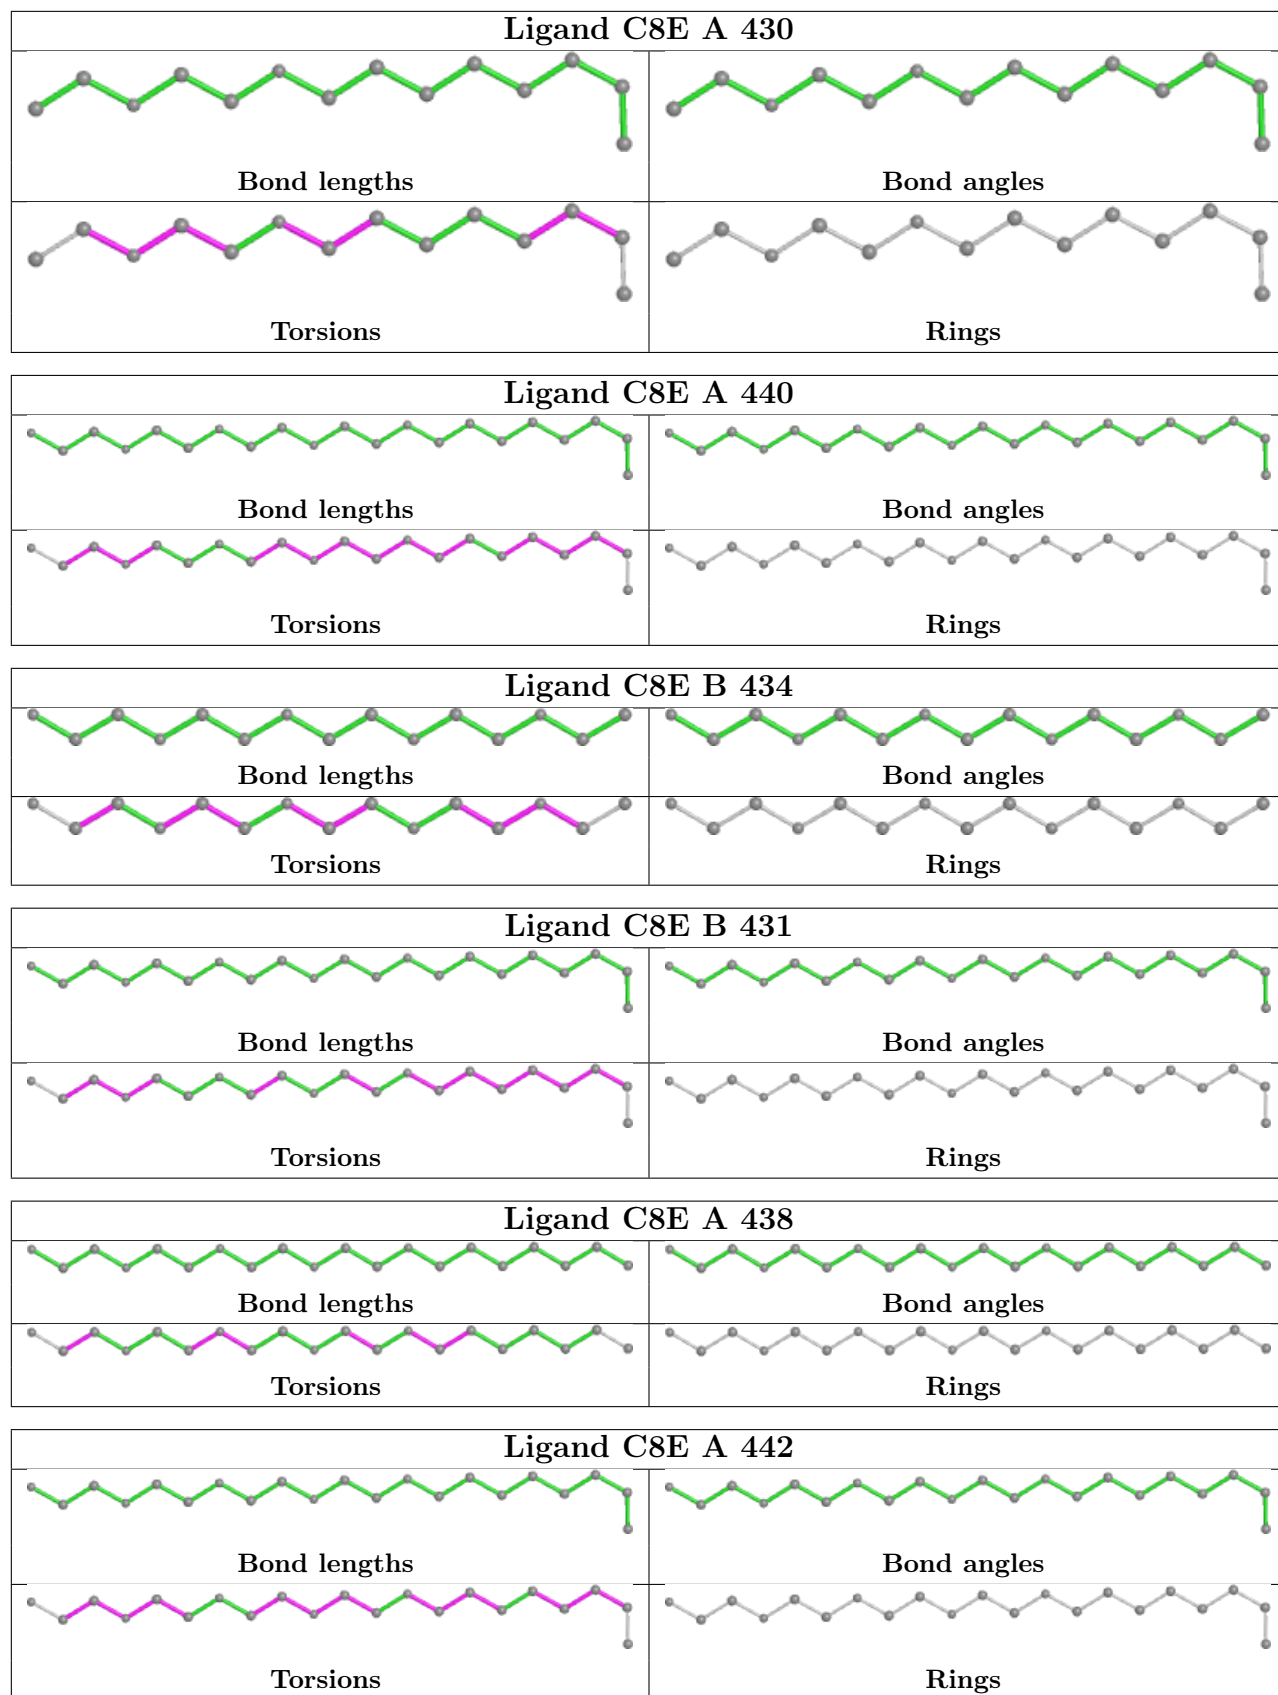 Ligand C8E A 430
Bond lengths Bond angles
Torsions Rings
Ligand C8E A 440
Bond lengths Bond angles
Torsions Rings
Ligand C8E B 434
Bond lengths Bond angles
Torsions Rings
Ligand C8E B 431
Bond lengths Bond angles
Torsions Rings
Ligand C8E A 438
Bond lengths Bond angles
Torsions Rings
Ligand C8E A 442
Bond lengths Bond angles
Torsions Rings